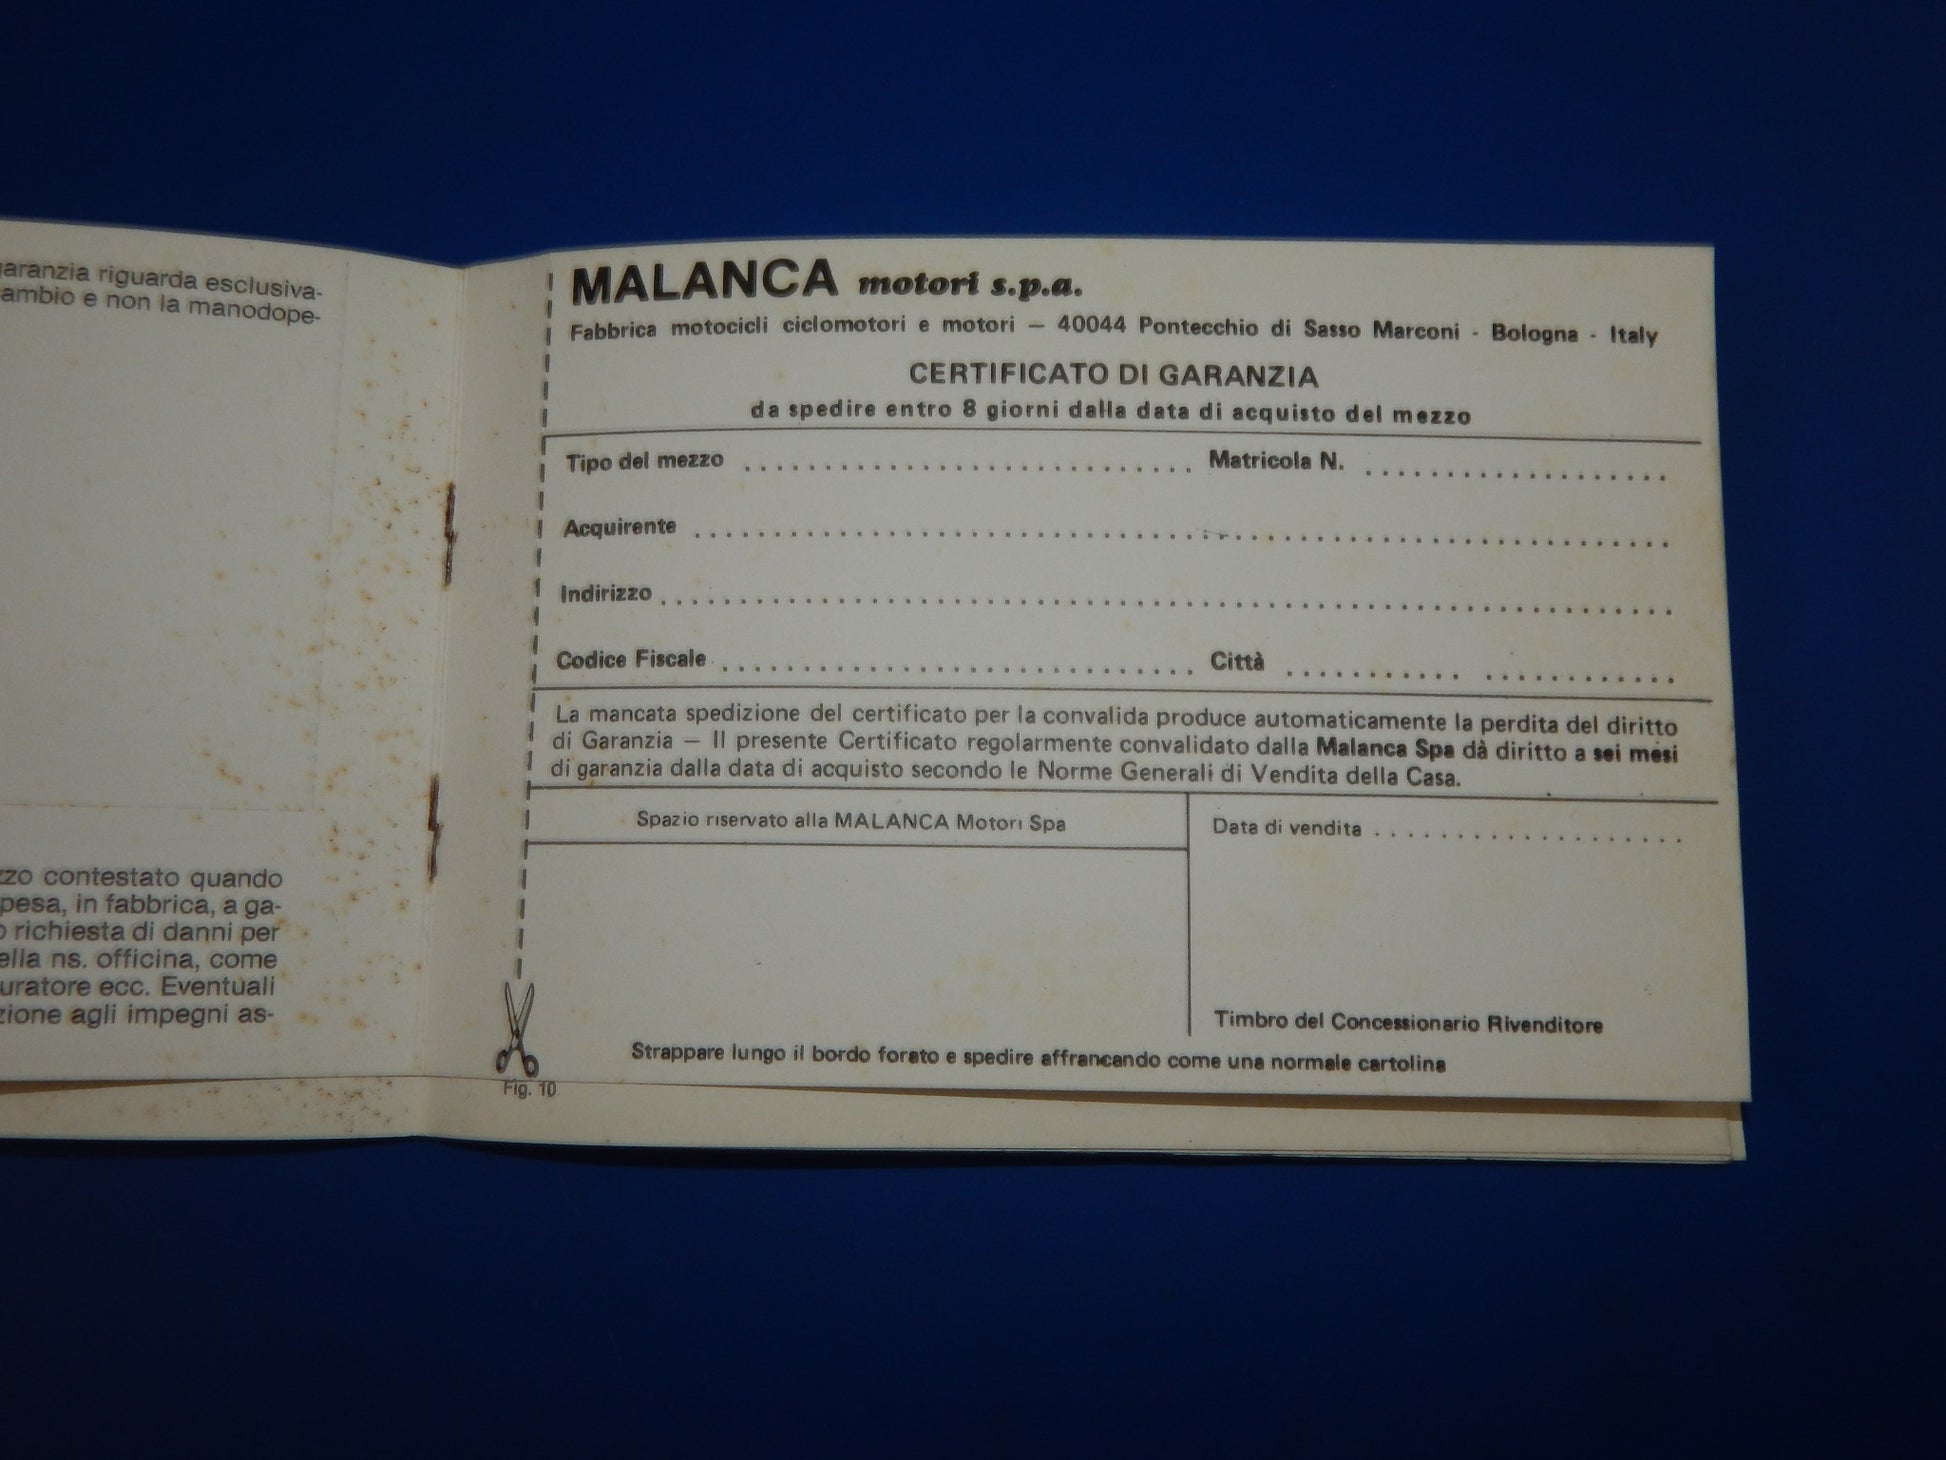 garanzia riguarda esclusiva-
ambio e non la manodope-
zzo contestato quando
pesa, in fabbrica, a ga-
o richiesta di danni per
ella ns. officina, come
uratore ecc. Eventuali
zione agli impegni as-
MALANCA motori s.p.a.
Fabbrica motocicli ciclomotori e motori — 40044 Pontecchio di Sasso Marconi - Bologna - Italy
CERTIFICATO DI GARANZIA
da spedire entro 8 giorni dalla data di acquisto del mezzo
Tipo del mezzo .......................... Matricola N. ...................
Acquirente ..........................................................
Indirizzo ............................................................
Codice Fiscale ............................. Città ........... ............
La mancata spedizione del certificato per la convalida produce automaticamente la perdita del diritto
di Garanzia — Il presente Certificato regolarmente convalidato dalla Malanca Spa dà diritto a sei mesi
di garanzia dalla data di acquisto secondo le Norme Generali di Vendita della Casa.
Spazio riservato alla MALANCA Motori Spa
Data di vendita ...................
Timbro del Concessionario Rivenditore
Strappare lungo il bordo forato e spedire affrancando come una normale cartolina
Fig. 10